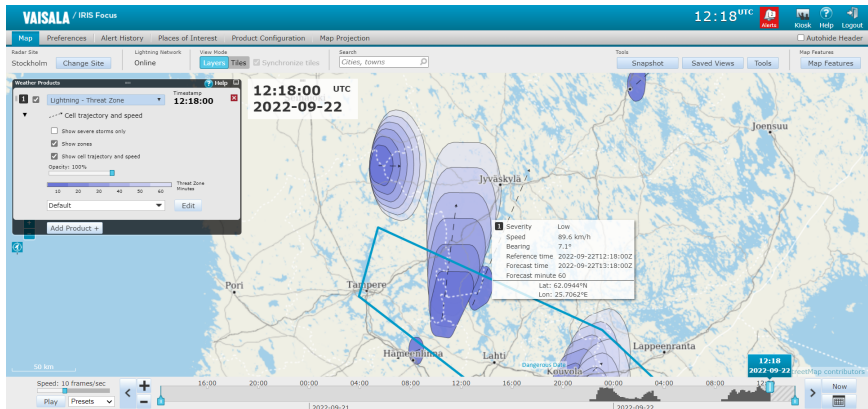 VAISALA / IRIS Focus
12:18 UTC
Alerts
Kiosk Help Logout
Map Preferences Alert History Places of Interest Product Configuration Map Projection
Autohide Header
Radar Site
Stockholm Change Site
Lightning Network
Online
View Mode
Layers Tiles Synchronize tiles
Search
Cities, towns
Tools
Snapshot Saved Views Tools
Map Features
Map Features
Weather Products Help
1 Lightning - Threat Zone
Timestamp
12:18:00
Cell trajectory and speed
Show severe storms only
Show zones
Show cell trajectory and speed
Opacity: 100%
10 20 30 40 50 60
Threat Zone
Minutes
Default Edit
Add Product +
12:18:00 UTC
2022-09-22
Joensuu
Jyväskylä
1 Severity Low
Speed 89.6 km/h
Bearing 7.1°
Reference time 2022-09-22T12:18:00Z
Forecast time 2022-09-22T13:18:00Z
Forecast minute 60
Lat: 62.0944°N
Lon: 25.7062°E
Pori
Tampere
Hämeenlinna
Lahti
Dangerous Dave
Kouvola
Lappeenranta
50 km
12:18
2022-09-22
reetMap contributors
Speed: 10 frames/sec
Play Presets
16:00 20:00 00:00 04:00 08:00 12:00 16:00 20:00 00:00 04:00 08:00 12:
2022-09-21 2022-09-22
Now